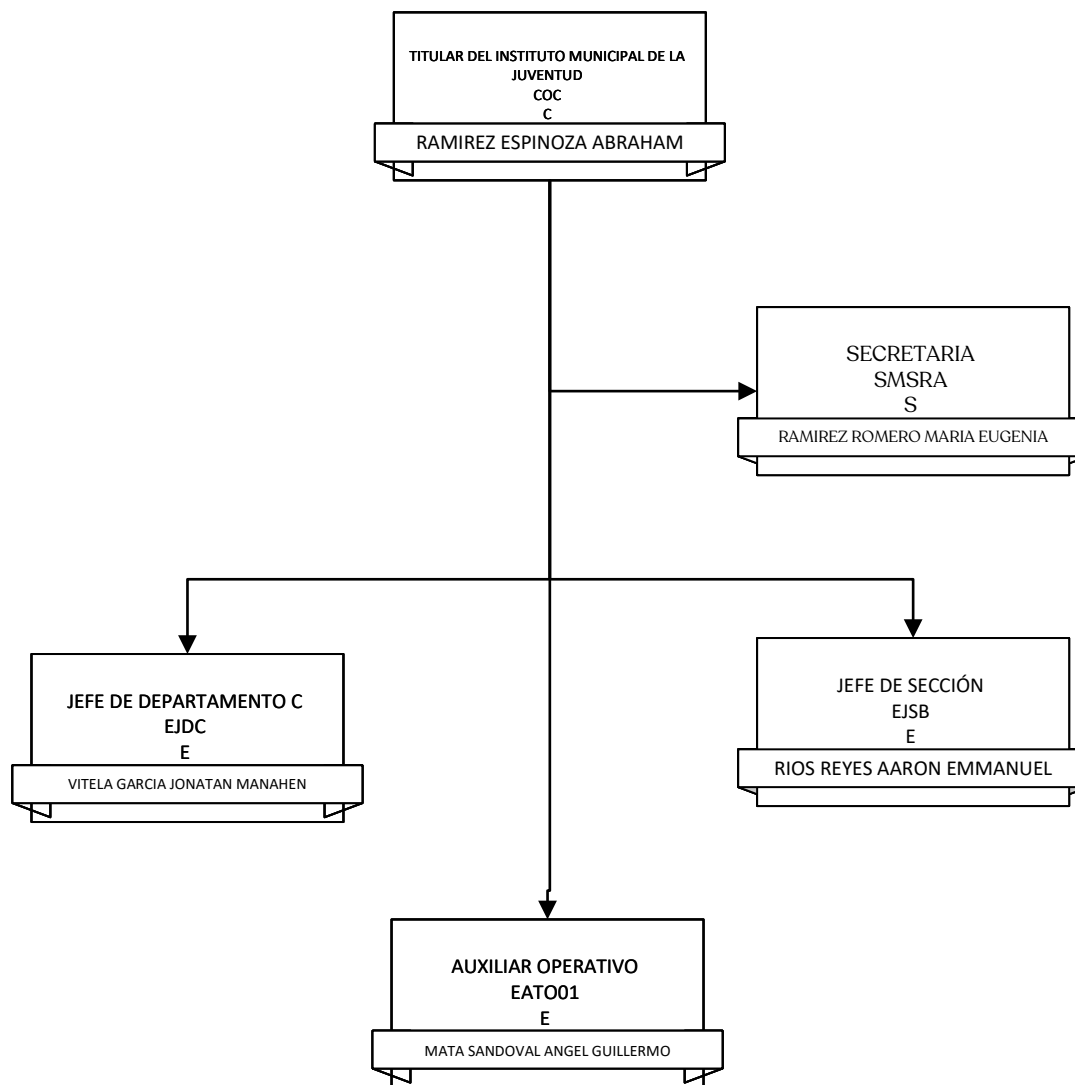 TITULAR DEL INSTITUTO MUNICIPAL DE LA
JUVENTUD
COC
C
RAMIREZ ESPINOZA ABRAHAM
SECRETARIA
SMSRA
S
RAMIREZ ROMERO MARIA EUGENIA
JEFE DE DEPARTAMENTO C
EJDC
E
VITELA GARCIA JONATAN MANAHEN
JEFE DE SECCIÓN
EJSB
E
RIOS REYES AARON EMMANUEL
AUXILIAR OPERATIVO
EATO01
E
MATA SANDOVAL ANGEL GUILLERMO